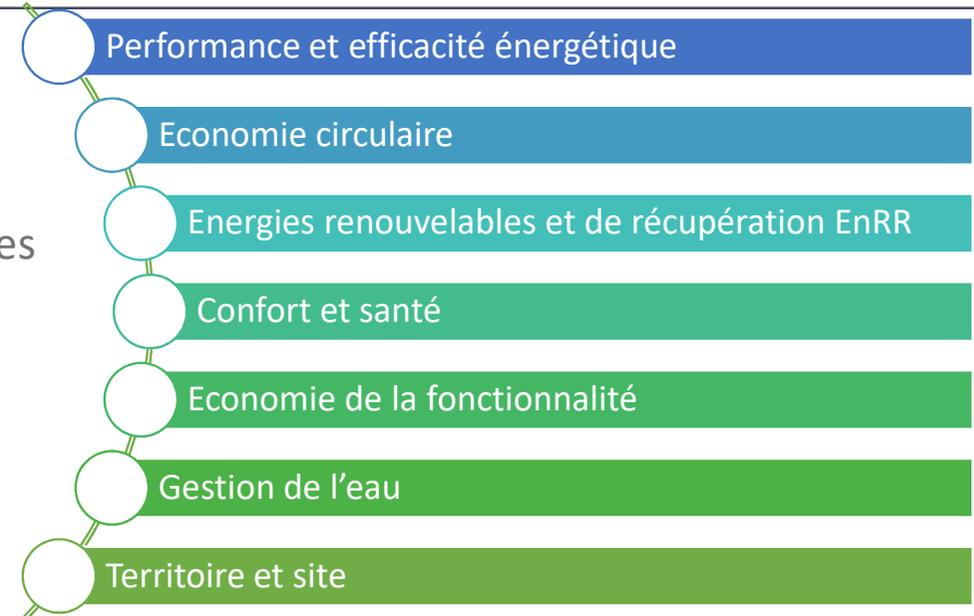 Performance et efficacité énergétique
Economie circulaire
Energies renouvelables et de récupération EnRR
es
Confort et santé
Economie de la fonctionnalité
Gestion de l’eau
Territoire et site